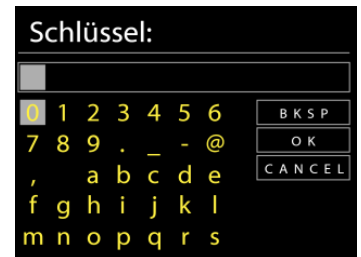 Schlüssel:
0 1 2 3 4 5 6
BKSP
7 8 9 . _ - @
OK
, a b c d e
CANCEL
f g h i j k l
m n o p q r s